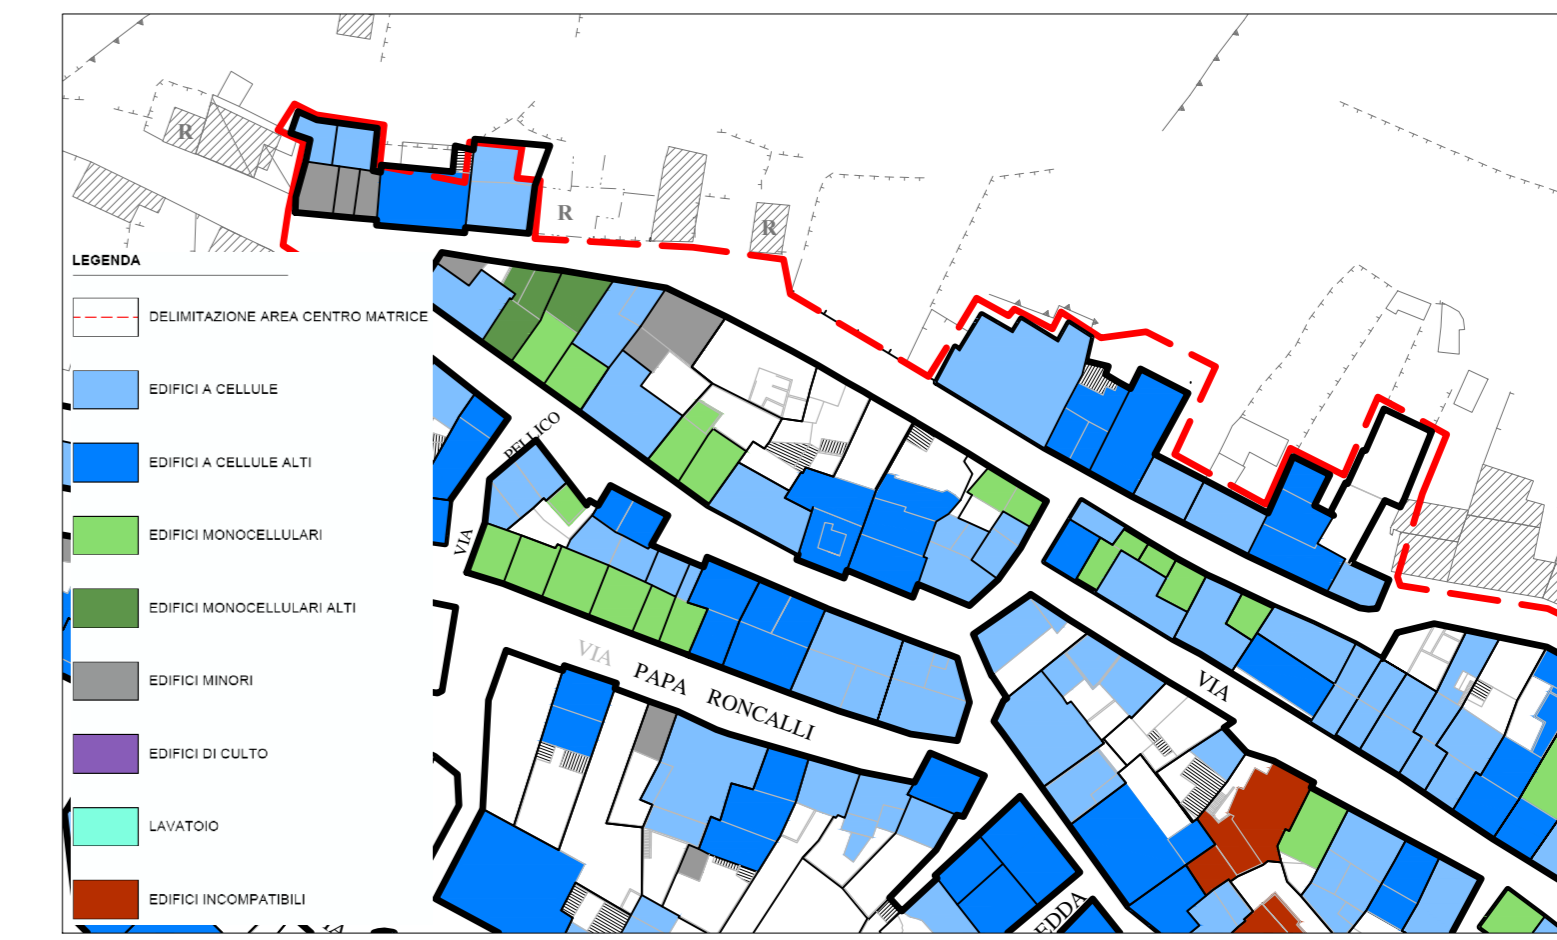 R
R
R
LEGENDA
DELIMITAZIONE AREA CENTRO MATRICE
EDIFICI A CELLULE
EDIFICI A CELLULE ALTI
EDIFICI MONOCELLULARI
EDIFICI MONOCELLULARI ALTI
EDIFICI MINORI
EDIFICI DI CULTO
LAVATOIO
EDIFICI INCOMPATIBILI
VIA PELLICO
VIA PAPA RONCALLI
VIA
EDDA